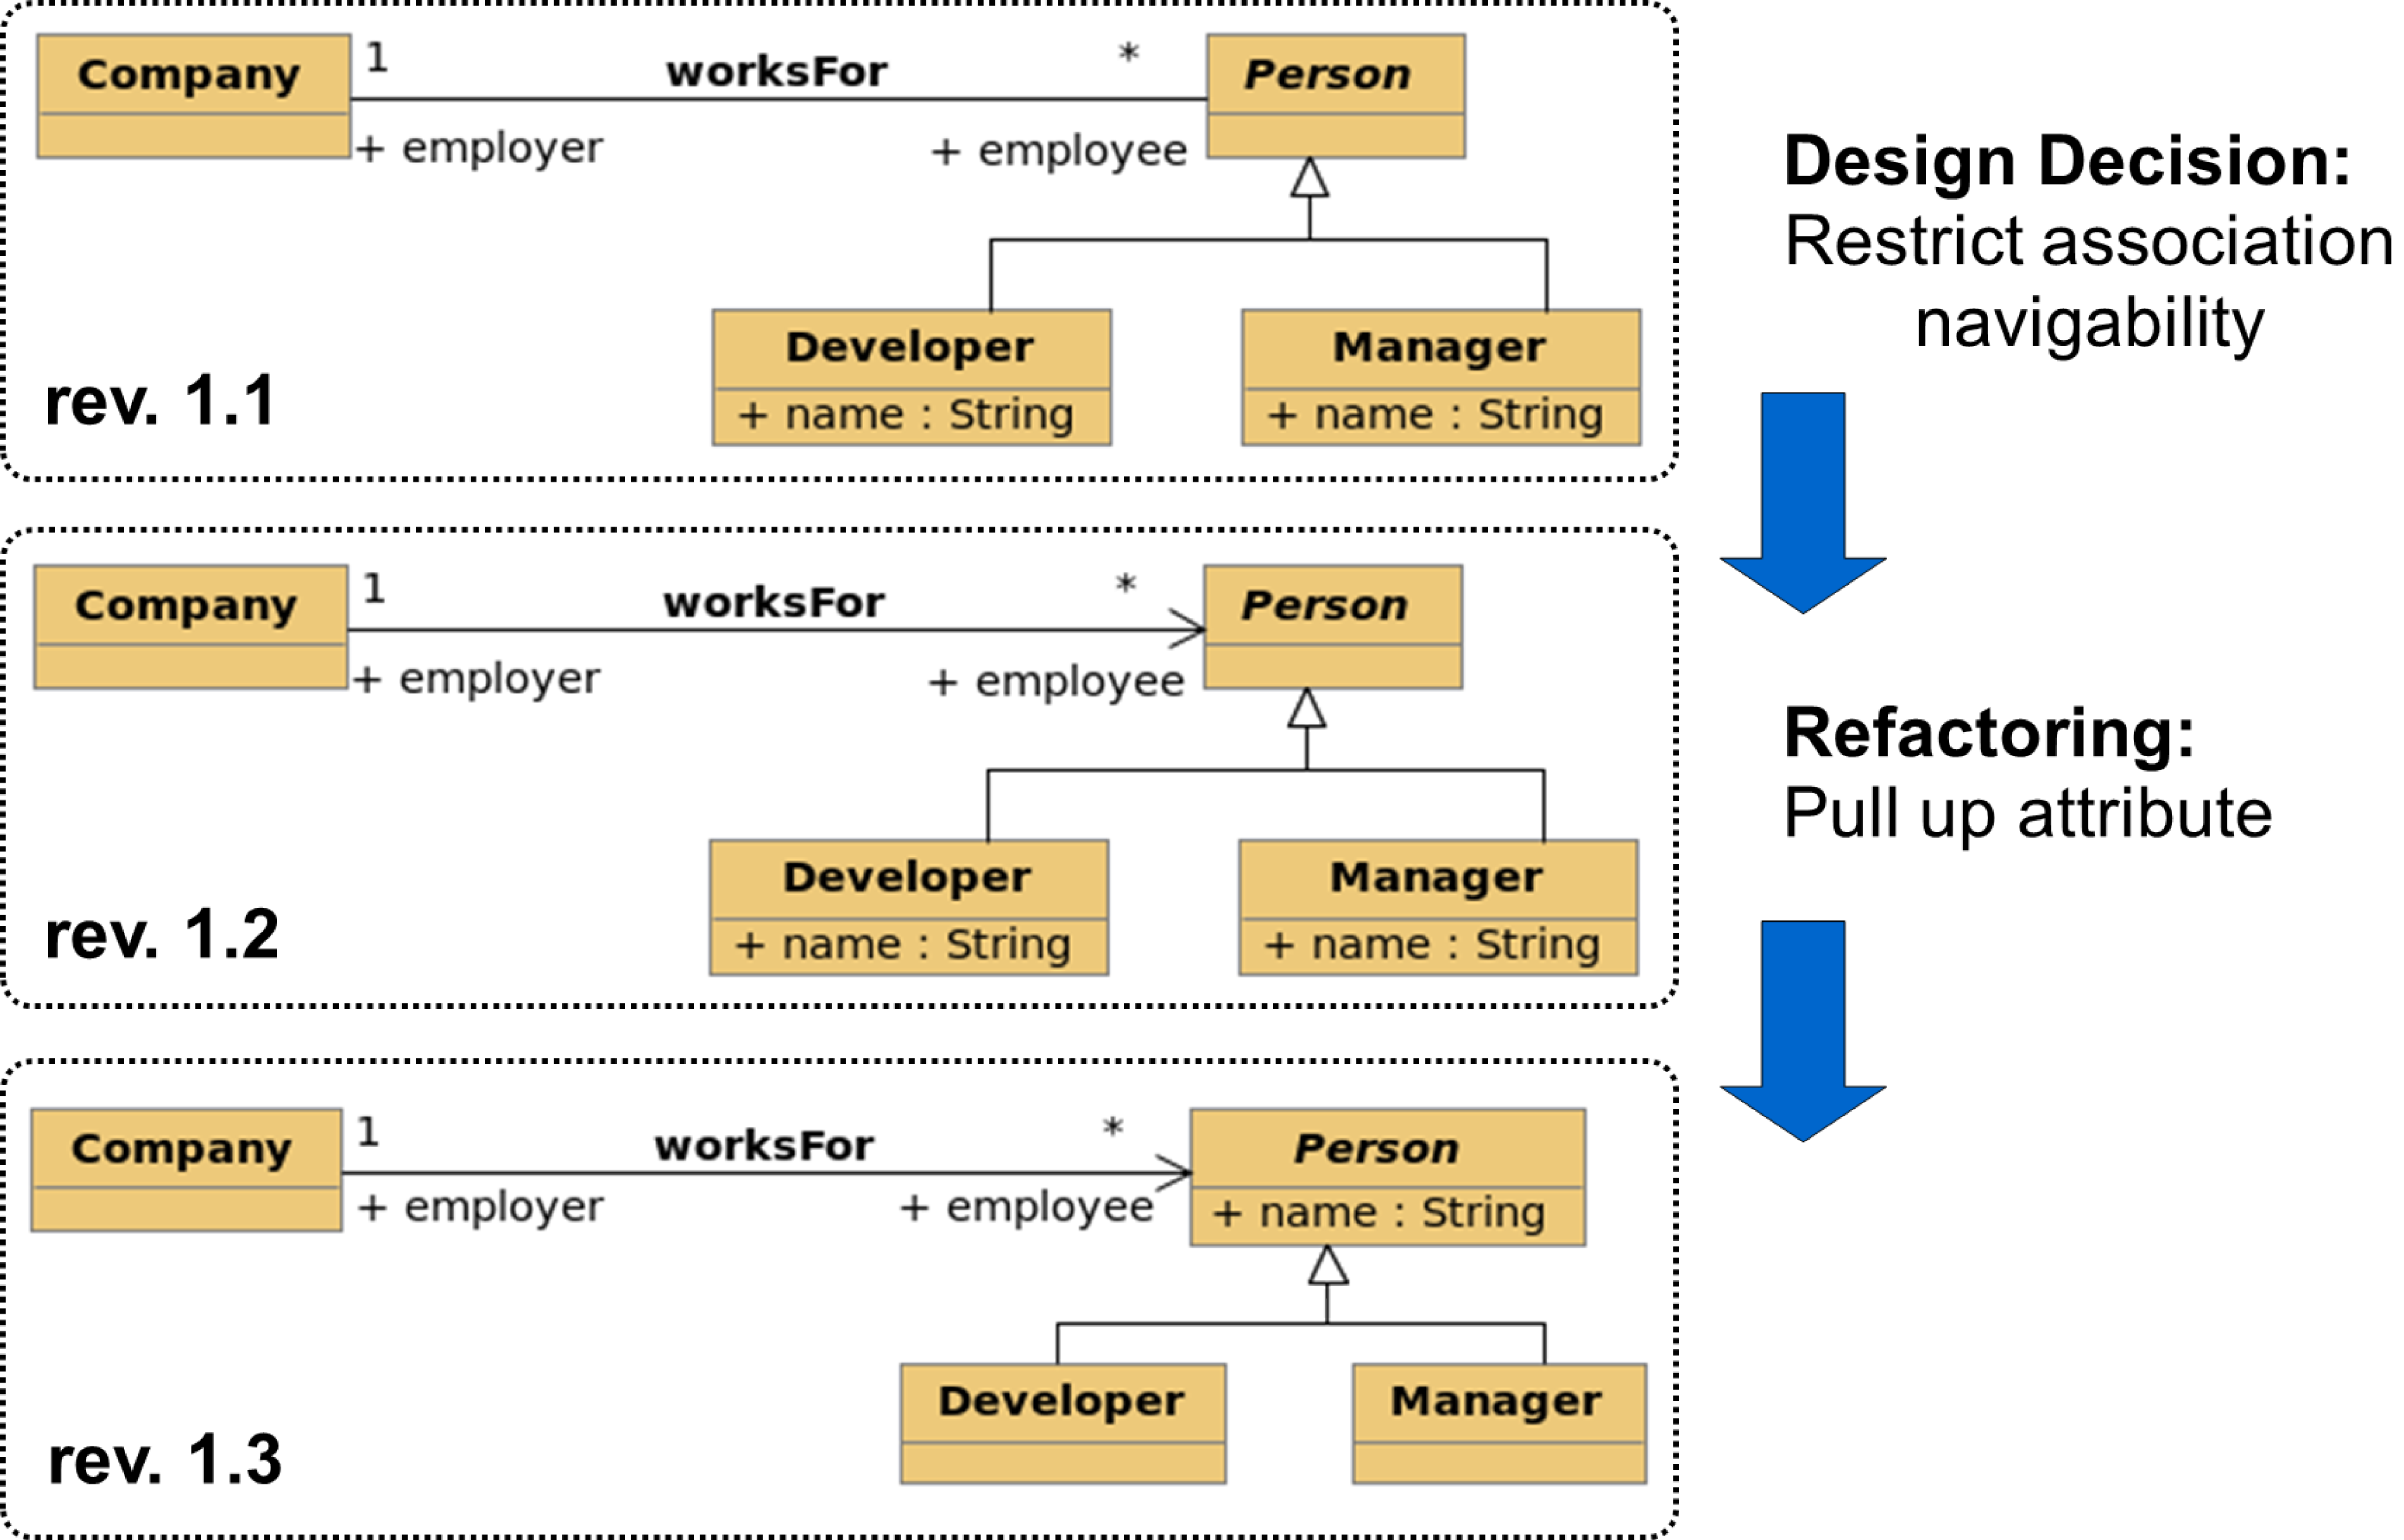 Company
1
worksFor
*
Person
+ employer
+ employee
Developer
+ name : String
Manager
+ name : String
rev. 1.1
Design Decision:
Restrict association
navigability
Company
1
worksFor
*
Person
+ employer
+ employee
Developer
+ name : String
Manager
+ name : String
rev. 1.2
Refactoring:
Pull up attribute
Company
1
worksFor
*
Person
+ name : String
+ employer
+ employee
Developer
Manager
rev. 1.3